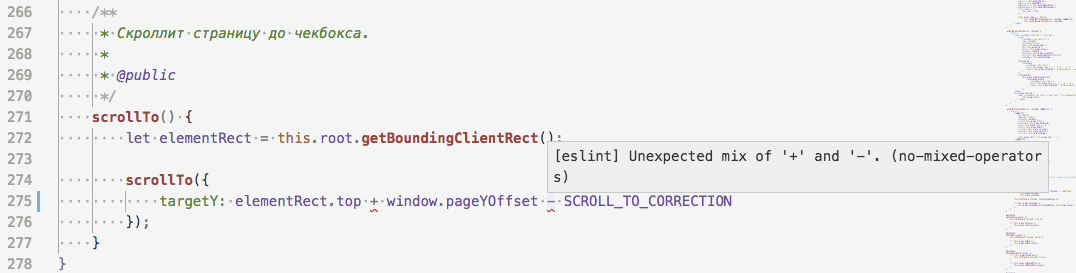 266 /**
267 * Скроллит страницу до чекбокса.
268 *
269 * @public
270 */
271 scrollTo() {
272 let elementRect = this.root.getBoundingClientRect();
273
[eslint] Unexpected mix of '+' and '-'. (no-mixed-operator
s)
274 scrollTo({
275 targetY: elementRect.top + window.pageYOffset - SCROLL_TO_CORRECTION
276 });
277 }
278 }